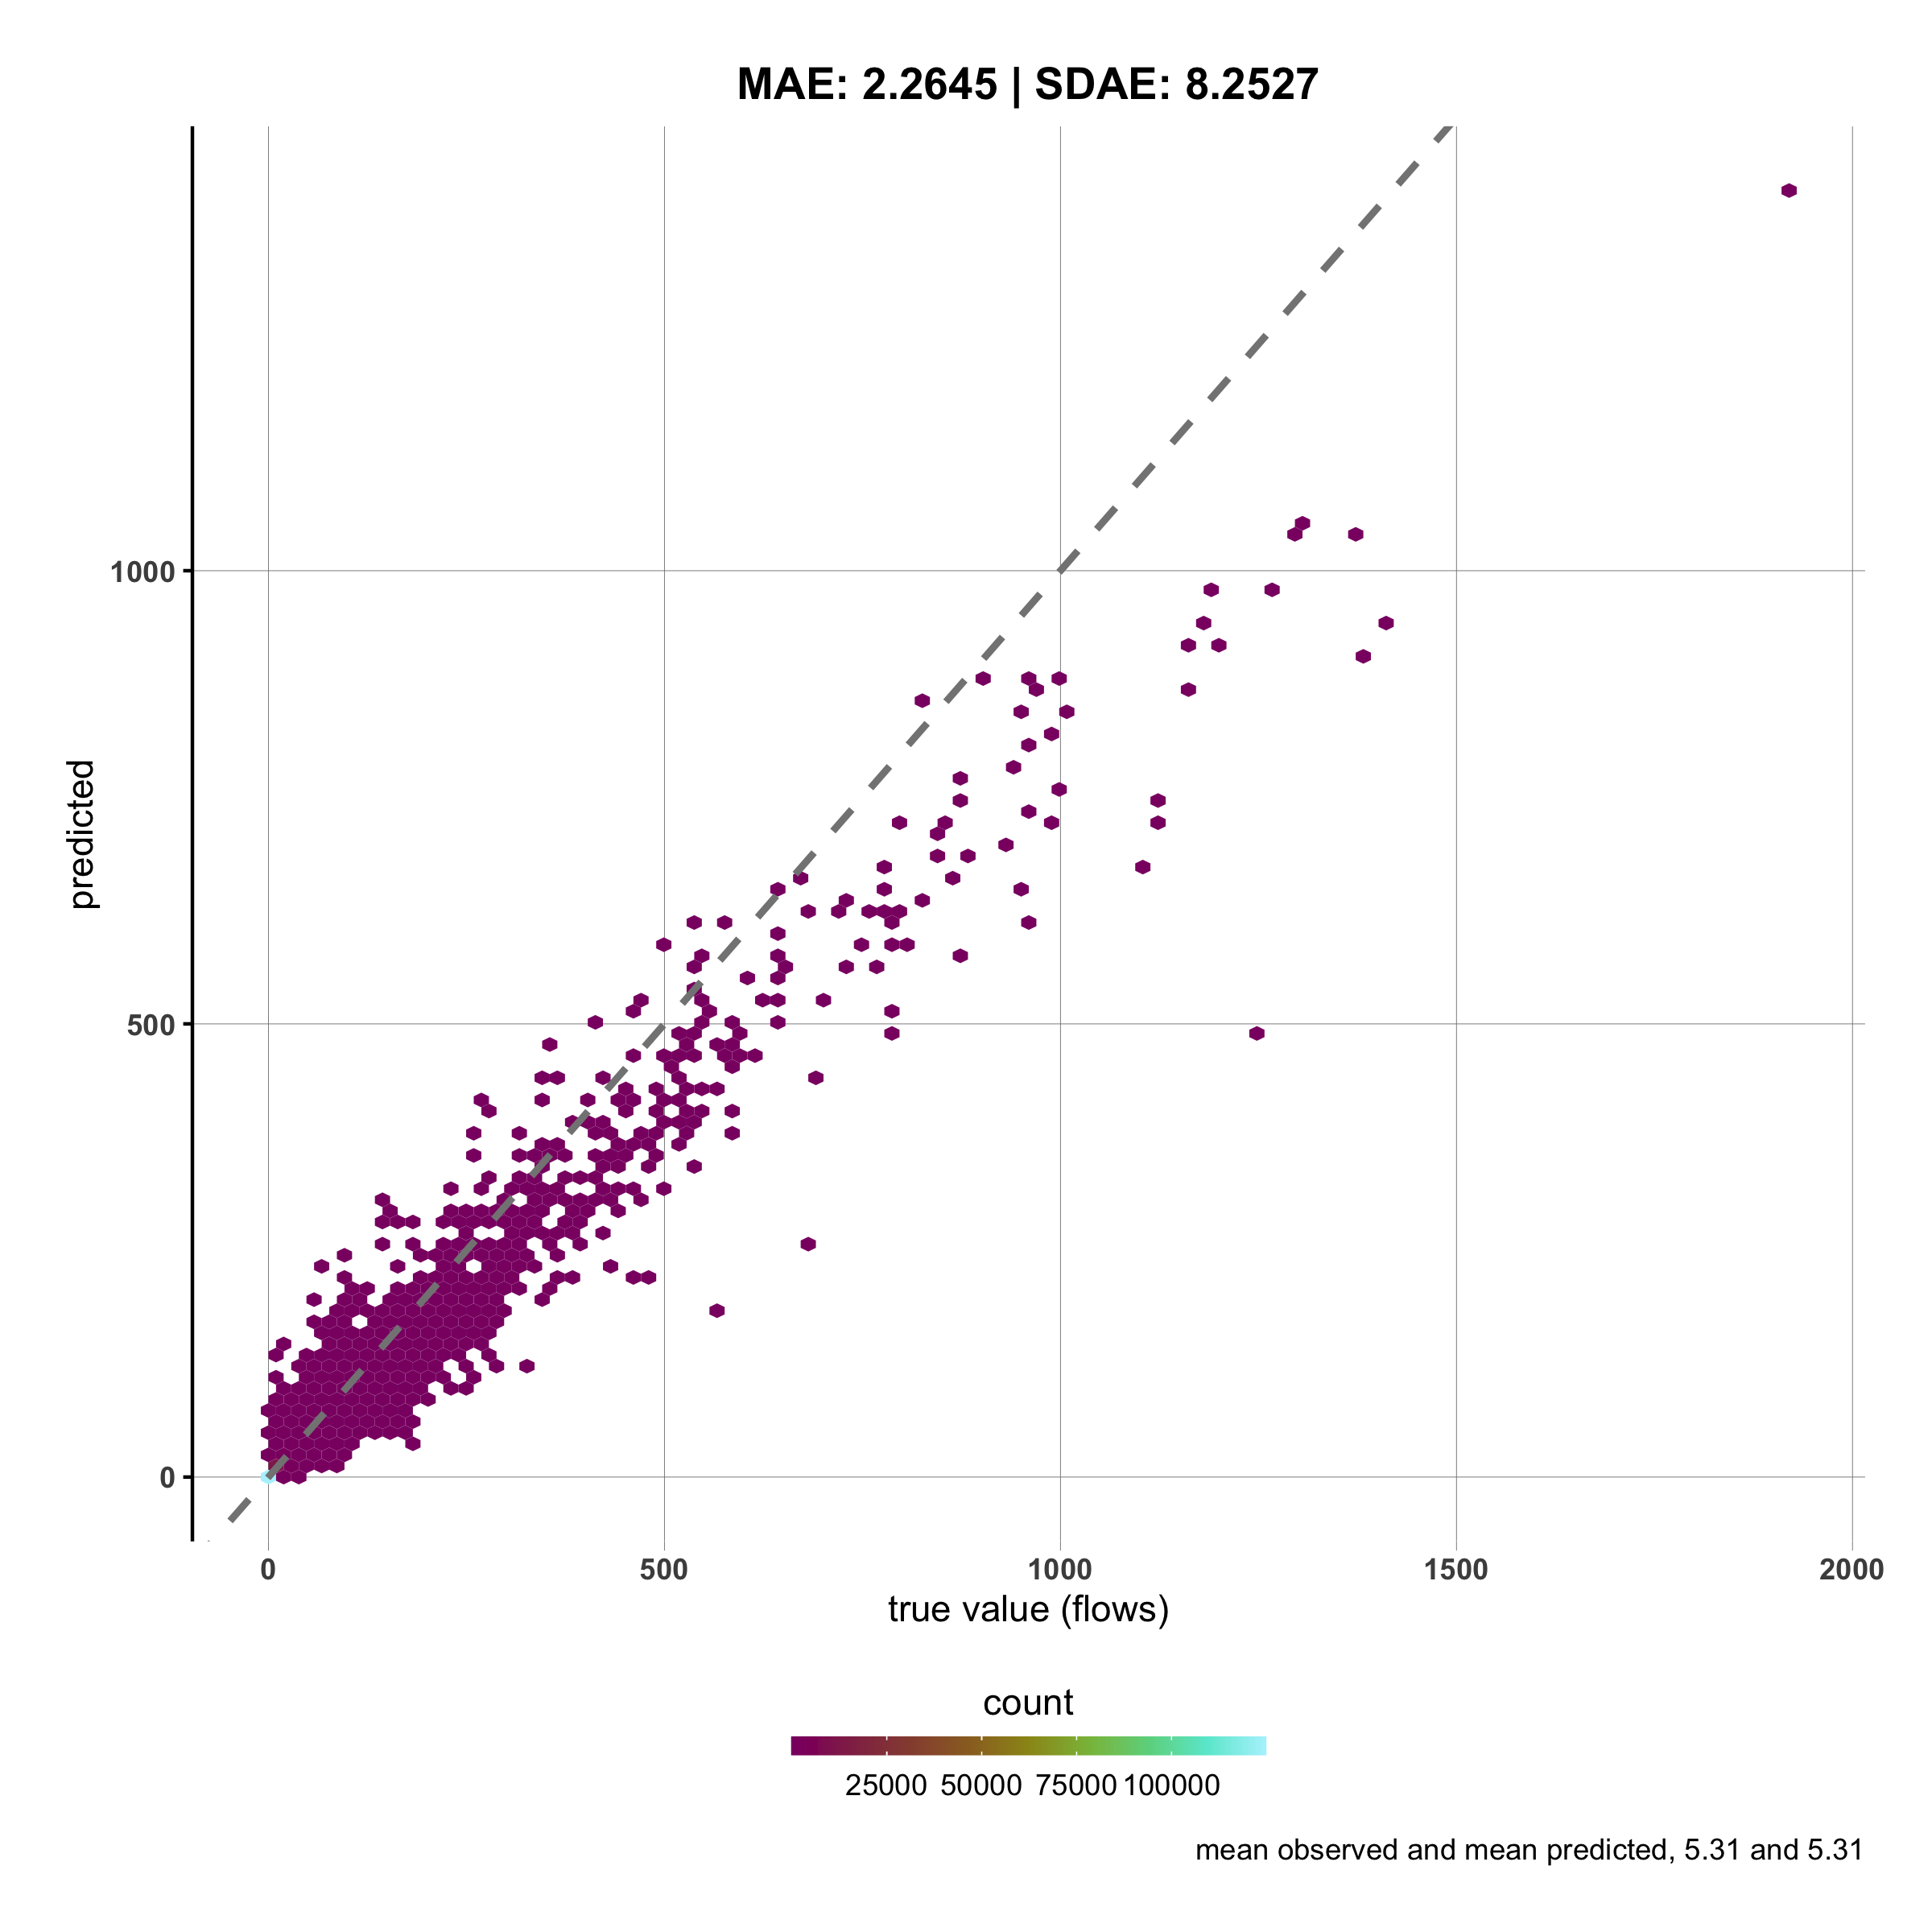 MAE: 2.2645 | SDAE: 8.2527
predicted
1000
500
0
0 500 1000 1500 2000
true value (flows)
count
25000 50000 75000 100000
mean observed and mean predicted, 5.31 and 5.31